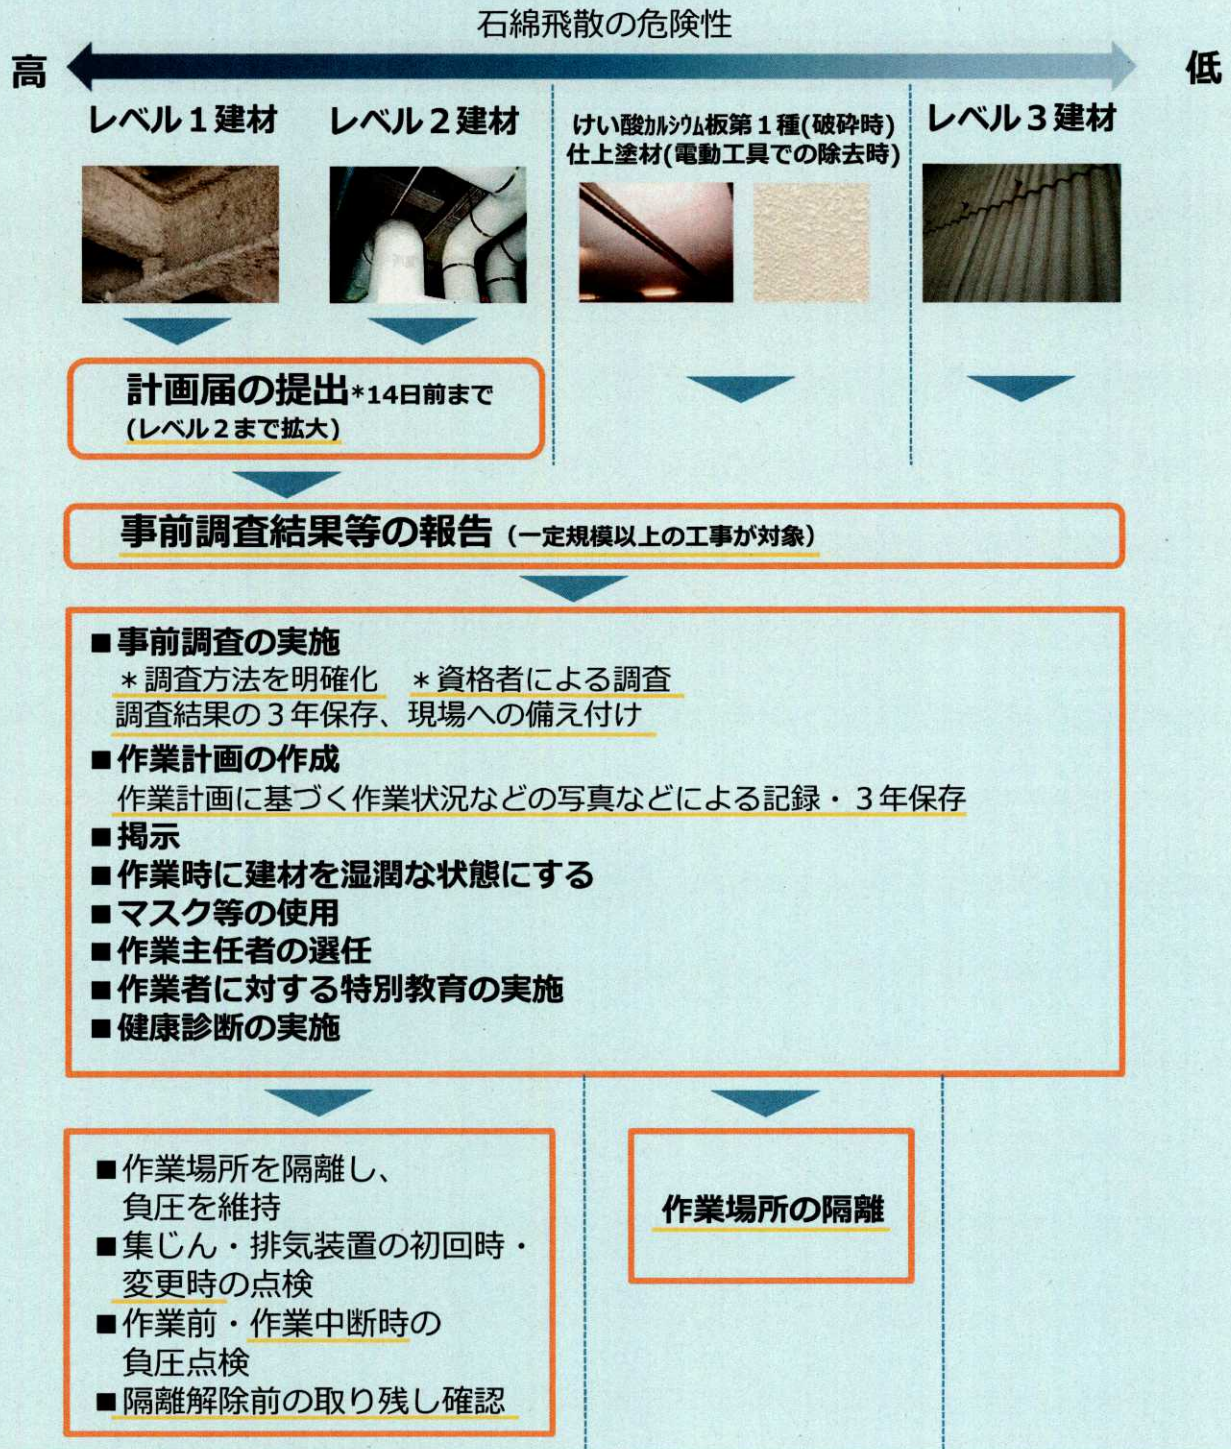 石綿飛散の危険性
高
低
レベル１建材
レベル２建材
けい酸ｶﾙｼｳﾑ板第１種(破砕時)
仕上塗材(電動工具での除去時)
レベル３建材
計画届の提出*14日前まで
(レベル２まで拡大)
事前調査結果等の報告（一定規模以上の工事が対象）
■事前調査の実施
＊調査方法を明確化　＊資格者による調査
調査結果の３年保存、現場への備え付け
■作業計画の作成
作業計画に基づく作業状況などの写真などによる記録・３年保存
■掲示
■作業時に建材を湿潤な状態にする
■マスク等の使用
■作業主任者の選任
■作業者に対する特別教育の実施
■健康診断の実施
■作業場所を隔離し、
負圧を維持
■集じん・排気装置の初回時・
変更時の点検
■作業前・作業中断時の
負圧点検
■隔離解除前の取り残し確認
作業場所の隔離